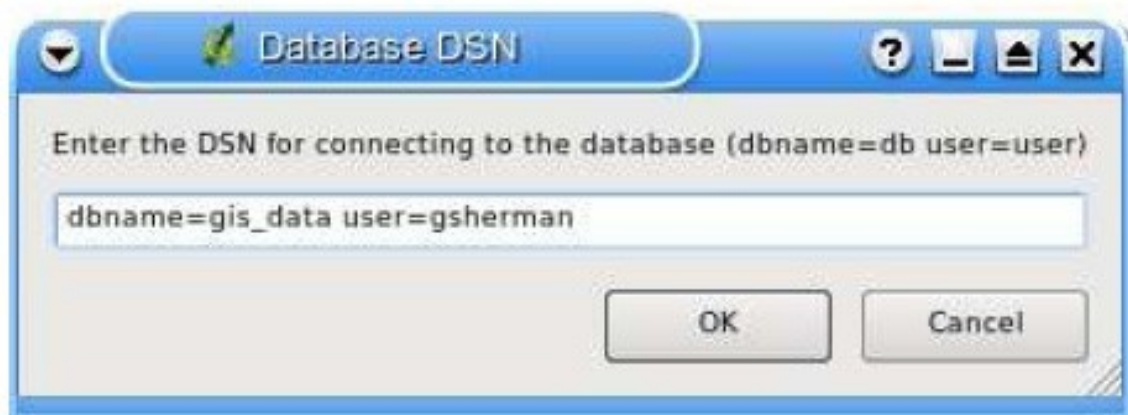 Database DSN
Enter the DSN for connecting to the database (dbname=db user=user)
dbname=gis_data user=gsherman
OK Cancel